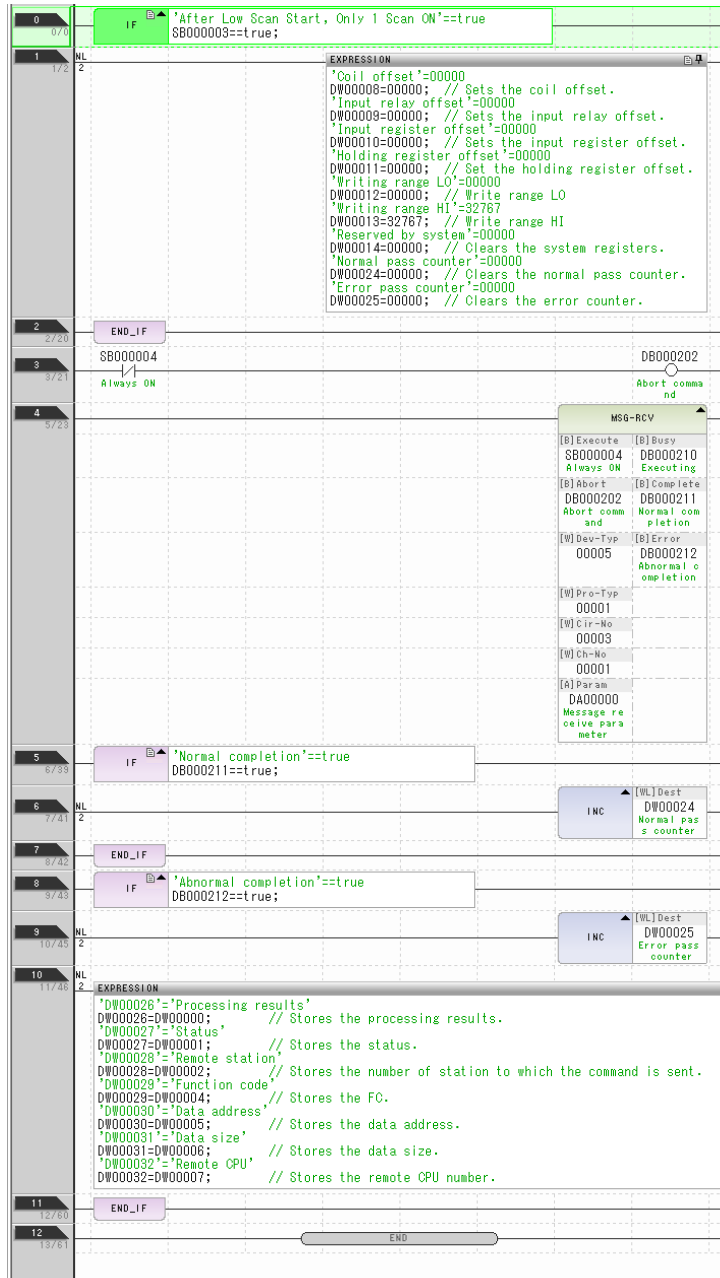 0
0/0
IF
'After Low Scan Start, Only 1 Scan ON'==true
SB000003==true;
1
1/2
NL
2
EXPRESSION
'Coil offset'=00000
DW00008=00000;  // Sets the coil offset.
'Input relay offset'=00000
DW00009=00000;  // Sets the input relay offset.
'Input register offset'=00000
DW00010=00000;  // Sets the input register offset.
'Holding register offset'=00000
DW00011=00000;  // Set the holding register offset.
'Writing range LO'=00000
DW00012=00000;  // Write range LO
'Writing range HI'=32767
DW00013=32767;  // Write range HI
'Reserved by system'=00000
DW00014=00000;  // Clears the system registers.
'Normal pass counter'=00000
DW00024=00000;  // Clears the normal pass counter.
'Error pass counter'=00000
DW00025=00000;  // Clears the error counter.
2
2/20
END_IF
3
3/21
SB000004
Always ON
DB000202
Abort comma
nd
4
5/23
MSG-RCV
[B]Execute [B]Busy
SB000004 DB000210
Always ON Executing
[B]Abort [B]Complete
DB000202 DB000211
Abort comm Normal com
and pletion
[W]Dev-Typ [B]Error
00005 DB000212
Abnormal c
ompletion
[W]Pro-Typ
00001
[W]Cir-No
00003
[W]Ch-No
00001
[A]Param
DA00000
Message re
ceive para
meter
5
6/39
IF
'Normal completion'==true
DB000211==true;
6
7/41
NL
2
INC
[WL]Dest
DW00024
Normal pas
s counter
7
8/42
END_IF
8
9/43
IF
'Abnormal completion'==true
DB000212==true;
9
10/45
NL
2
INC
[WL]Dest
DW00025
Error pass
counter
10
11/46
NL
2
EXPRESSION
'DW00026'='Processing results'
DW00026=DW00000;  // Stores the processing results.
'DW00027'='Status'
DW00027=DW00001;  // Stores the status.
'DW00028'='Remote station'
DW00028=DW00002;  // Stores the number of station to which the command is sent.
'DW00029'='Function code'
DW00029=DW00004;  // Stores the FC.
'DW00030'='Data address'
DW00030=DW00005;  // Stores the data address.
'DW00031'='Data size'
DW00031=DW00006;  // Stores the data size.
'DW00032'='Remote CPU'
DW00032=DW00007;  // Stores the remote CPU number.
11
12/60
END_IF
12
13/61
END